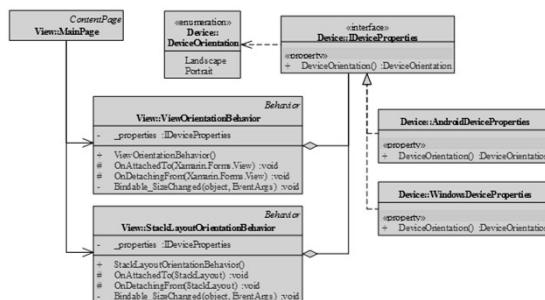 ContentPage
View::MainPage
«enumeration»
Device::
DeviceOrientation
Landscape
Portrait
«interface»
Device::IDeviceProperties
«property»
+ DeviceOrientation() :DeviceOrientation
Behavior
View::ViewOrientationBehavior
- _properties :IDeviceProperties
+ ViewOrientationBehavior()
# OnAttachedTo(Xamarin.Forms.View) :void
# OnDetachingFrom(Xamarin.Forms.View) :void
- Bindable_SizeChanged(object, EventArgs) :void
Device::AndroidDeviceProperties
«property»
+ DeviceOrientation() :DeviceOrientation
Device::WindowsDeviceProperties
«property»
+ DeviceOrientation() :DeviceOrientation
Behavior
View::StackLayoutOrientationBehavior
- _properties :IDeviceProperties
+ StackLayoutOrientationBehavior()
# OnAttachedTo(StackLayout) :void
# OnDetachingFrom(StackLayout) :void
- Bindable_SizeChanged(object, EventArgs) :void